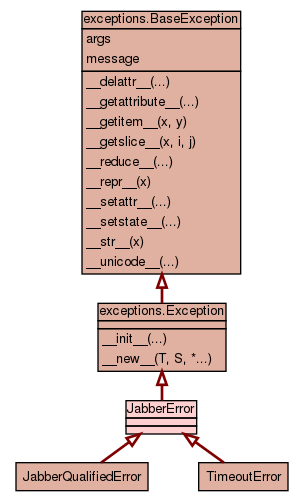 exceptions.BaseException
args
message
__delattr__(...)
__getattribute__(...)
__getitem__(x, y)
__getslice__(x, i, j)
__reduce__(...)
__repr__(x)
__setattr__(...)
__setstate__(...)
__str__(x)
__unicode__(...)
exceptions.Exception
__init__(...)
__new__(T, S, *...)
JabberError
JabberQualifiedError
TimeoutError